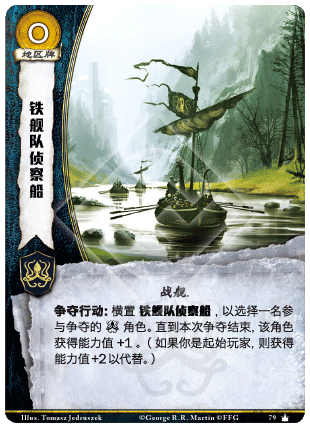 0
地区牌
铁舰队侦察船
战舰.
争夺行动: 横置 铁舰队侦察船 , 以选择一名参
与争夺的 角色。直到本次争夺结束, 该角色
获得能力值 +1 。（ 如果你是起始玩家, 则获得
能力值+2以代替。）
Illus. Tomasz Jedruszek ©George R.R. Martin ©FFG 79